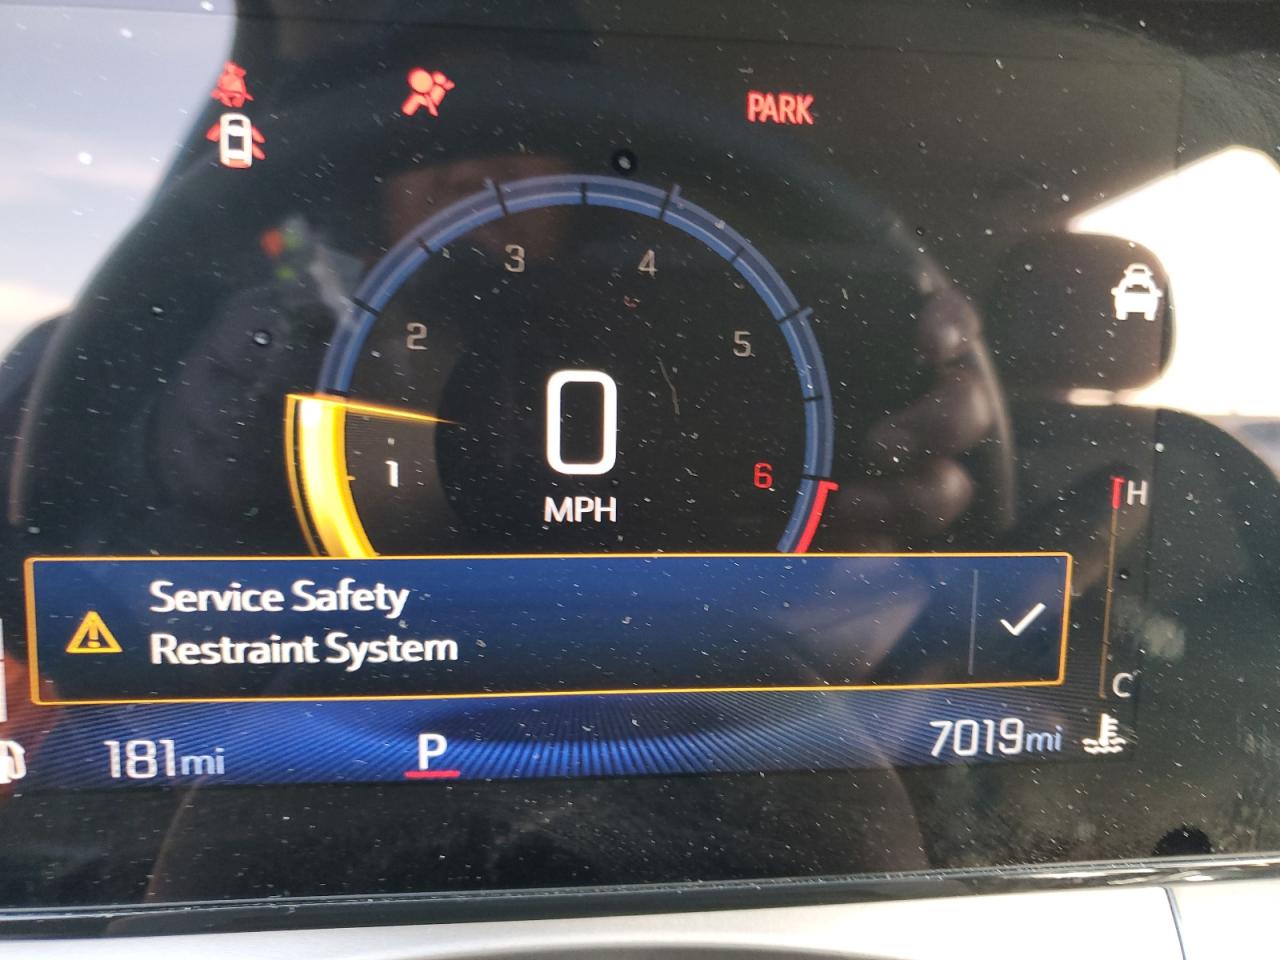 PARK
3 4
2 5
1 6
0
MPH
H
Service Safety
Restraint System
C
181mi P 7019mi